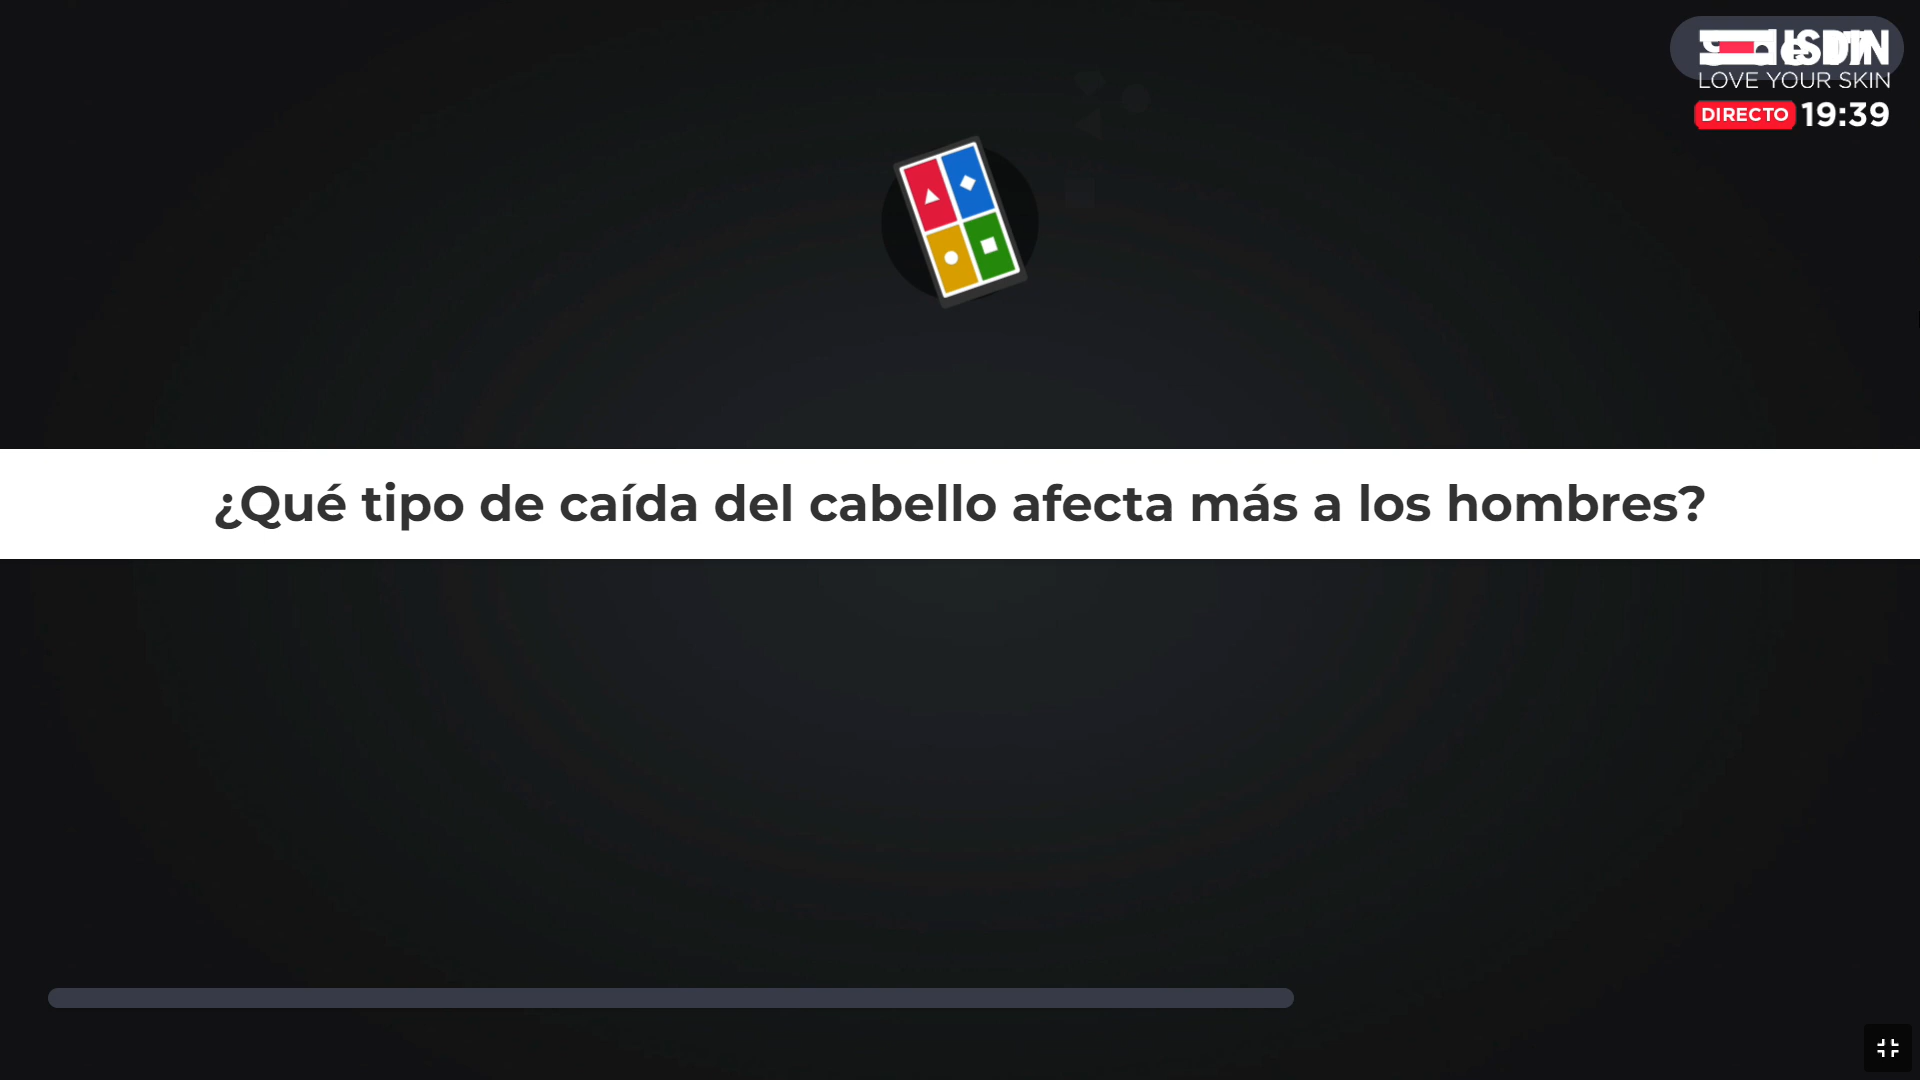 ISDIN
LOVE YOUR SKIN
DIRECTO 19:39
¿Qué tipo de caída del cabello afecta más a los hombres?